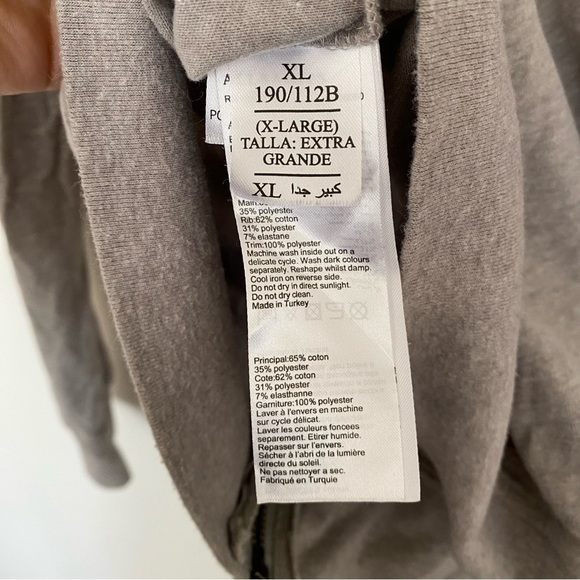 XL
190/112B
(X-LARGE)
TALLA: EXTRA
GRANDE
XL كبير جدا
35% polyester
Rib:62% cotton
31% polyester
7% elastane
Trim:100% polyester
Machine wash inside out on a
delicate cycle. Wash dark colours
separately. Reshape whilst damp.
Cool iron on reverse side.
Do not dry in direct sunlight.
Do not dry clean.
Made in Turkey
Principal:65% coton
35% polyester
Cote:62% coton
31% polyester
7% elasthanne
Garniture:100% polyester
Laver à l'envers en machine
sur cycle délicat.
Laver les couleurs foncees
separement. Etirer humide.
Repasser sur l'envers.
Sécher à l'abri de la lumière
directe du soleil.
Ne pas nettoyer a sec.
Fabriqué en Turquie